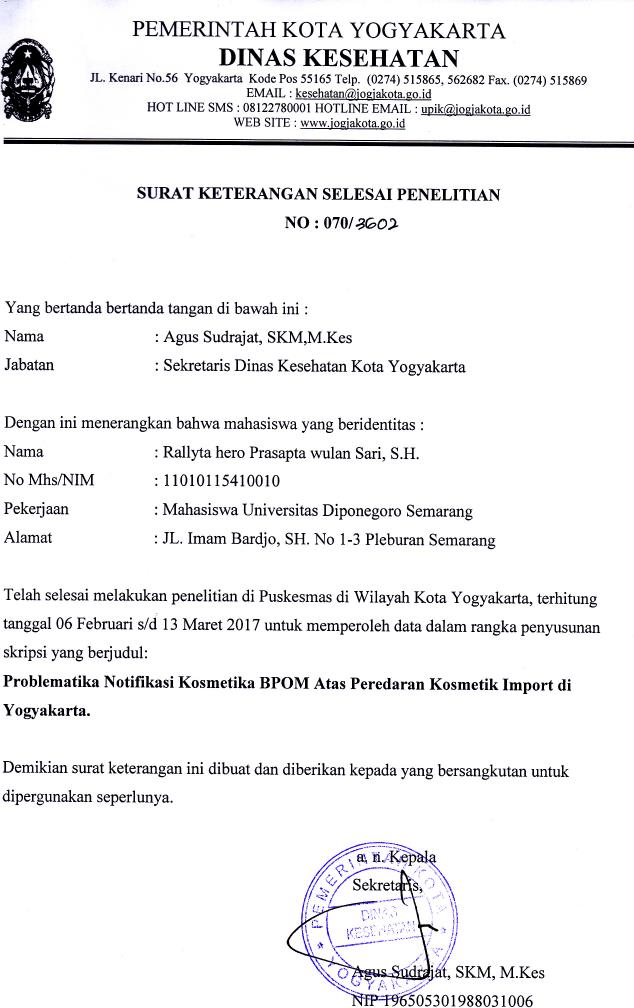 PEMERINTAH KOTA YOGYAKARTA
DINAS KESEHATAN
JL. Kenari No.56 Yogyakarta Kode Pos 55165 Telp. (0274) 515865, 562682 Fax. (0274) 515869
EMAIL : kesehatan@jogjakota.go.id
HOT LINE SMS : 08122780001 HOTLINE EMAIL : upik@jogjakota.go.id
WEB SITE : www.jogjakota.go.id
SURAT KETERANGAN SELESAI PENELITIAN
NO : 070/3602
Yang bertanda bertanda tangan di bawah ini :
Nama : Agus Sudrajat, SKM,M.Kes
Jabatan : Sekretaris Dinas Kesehatan Kota Yogyakarta
Dengan ini menerangkan bahwa mahasiswa yang beridentitas :
Nama : Rallyta hero Prasapta wulan Sari, S.H.
No Mhs/NIM : 11010115410010
Pekerjaan : Mahasiswa Universitas Diponegoro Semarang
Alamat : JL. Imam Bardjo, SH. No 1-3 Pleburan Semarang
Telah selesai melakukan penelitian di Puskesmas di Wilayah Kota Yogyakarta, terhitung
tanggal 06 Februari s/d 13 Maret 2017 untuk memperoleh data dalam rangka penyusunan
skripsi yang berjudul:
Problematika Notifikasi Kosmetika BPOM Atas Peredaran Kosmetik Import di
Yogyakarta.
Demikian surat keterangan ini dibuat dan diberikan kepada yang bersangkutan untuk
dipergunakan seperlunya.
a. n. Kepala
Sekretaris,
PEMERINTAH KOTA
DINAS
KESEHATAN
YOGYAKARTA
Agus Sudrajat, SKM, M.Kes
NIP 196505301988031006